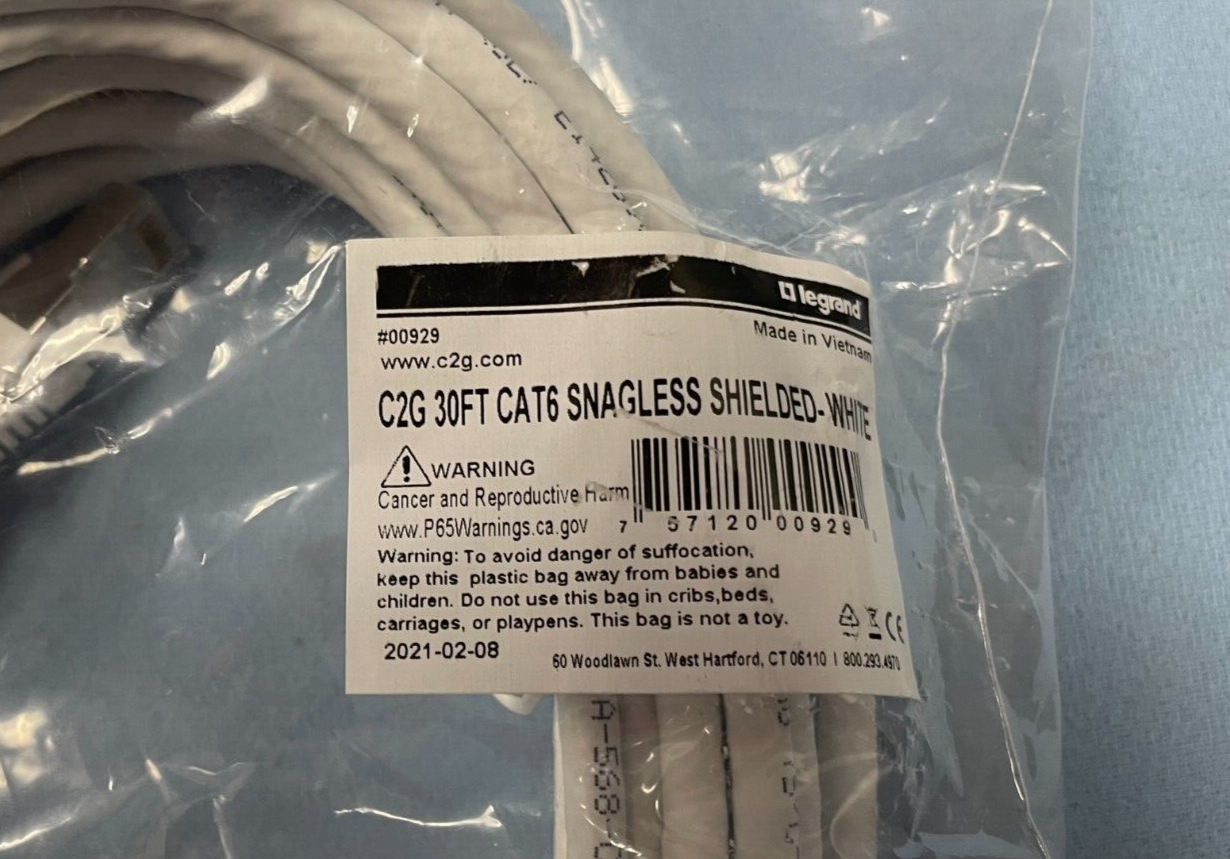 legrand
#00929
Made in Vietnam
www.c2g.com
C2G 30FT CAT6 SNAGLESS SHIELDED- WHITE
WARNING
Cancer and Reproductive Harm
www.P65Warnings.ca.gov
7 57120 00929 0
Warning: To avoid danger of suffocation,
keep this plastic bag away from babies and
children. Do not use this bag in cribs,beds,
carriages, or playpens. This bag is not a toy.
CE
2021-02-08
60 Woodlawn St. West Hartford, CT 06110 I 800.293.4970
A-568-